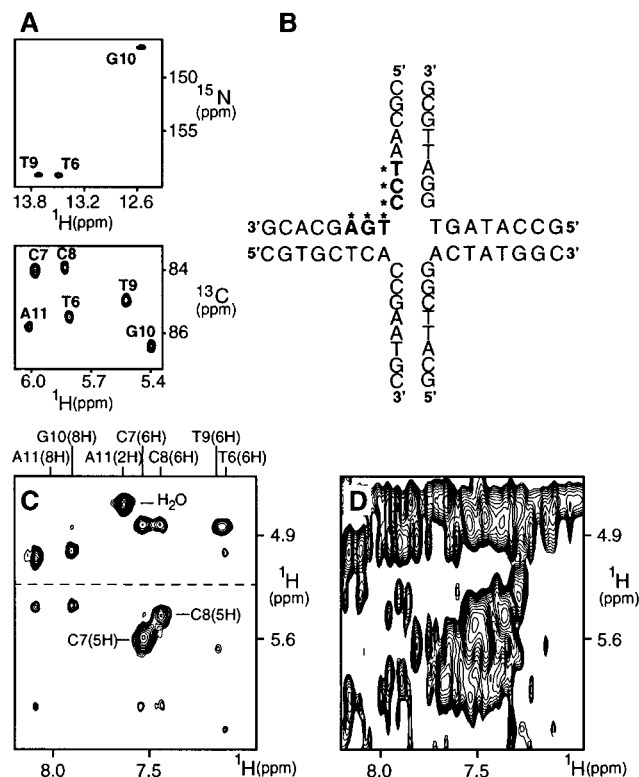 A
G10
T9 T6
150
155
15N
(ppm)
13.8 13.2 12.6
1H(ppm)
C7 C8
T9
A11 T6
G10
84
86
13C
(ppm)
6.0 5.7 5.4
1H(ppm)
B
5' 3'
C G
G C
C G
A T
A T
*T A
*C G
*C G
* * *
3'GCACGAGT TGATACCG5'
5'CGTGCTCA ACTATGGC3'
C G
C G
G C
A T
A T
T A
G C
C G
3' 5'
G10(8H) C7(6H) T9(6H)
A11(8H) A11(2H) C8(6H) T6(6H)
C
H2O
C8(5H)
C7(5H)
4.9
1H
(ppm)
5.6
8.0 7.5 1H(ppm)
D
4.9
1H
(ppm)
5.6
8.0 7.5 1H(ppm)